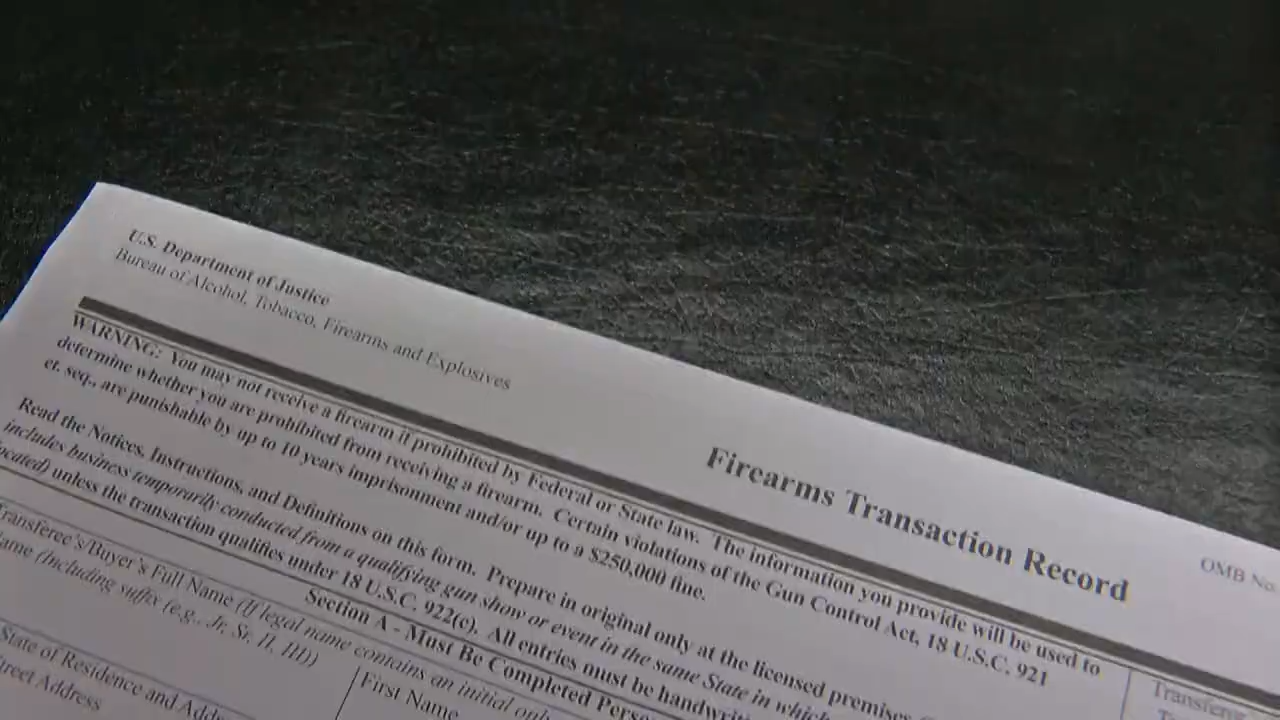 U.S. Department of Justice
Bureau of Alcohol, Tobacco, Firearms and Explosives
Firearms Transaction Record
OMB No.
WARNING: You may not receive a firearm if prohibited by Federal or State law. The information you provide will be used to
determine whether you are prohibited from receiving a firearm. Certain violations of the Gun Control Act, 18 U.S.C. 921
et. seq., are punishable by up to 10 years imprisonment and/or up to a $250,000 fine.
Read the Notices, Instructions, and Definitions on this form. Prepare in original only at the licensed premises
includes business temporarily conducted from a qualifying gun show or event in the same State in which
located) unless the transaction qualifies under 18 U.S.C. 922(c). All entries must be
Section A - Must Be Completed
Transferee's/Buyer's Full Name (If legal name contains an initial only
Name (Including suffix (e.g., Jr, Sr, II, III))
First Name
State of Residence and
Street Address